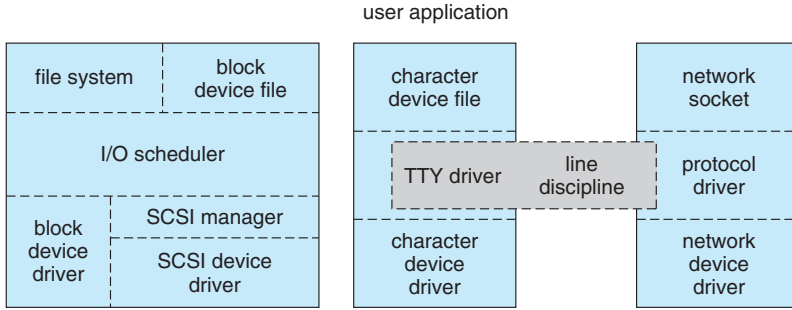 user application
file system
block
device file
I/O scheduler
block
device
driver
SCSI manager
SCSI device
driver
character
device file
TTY driver
line
discipline
character
device
driver
network
socket
protocol
driver
network
device
driver